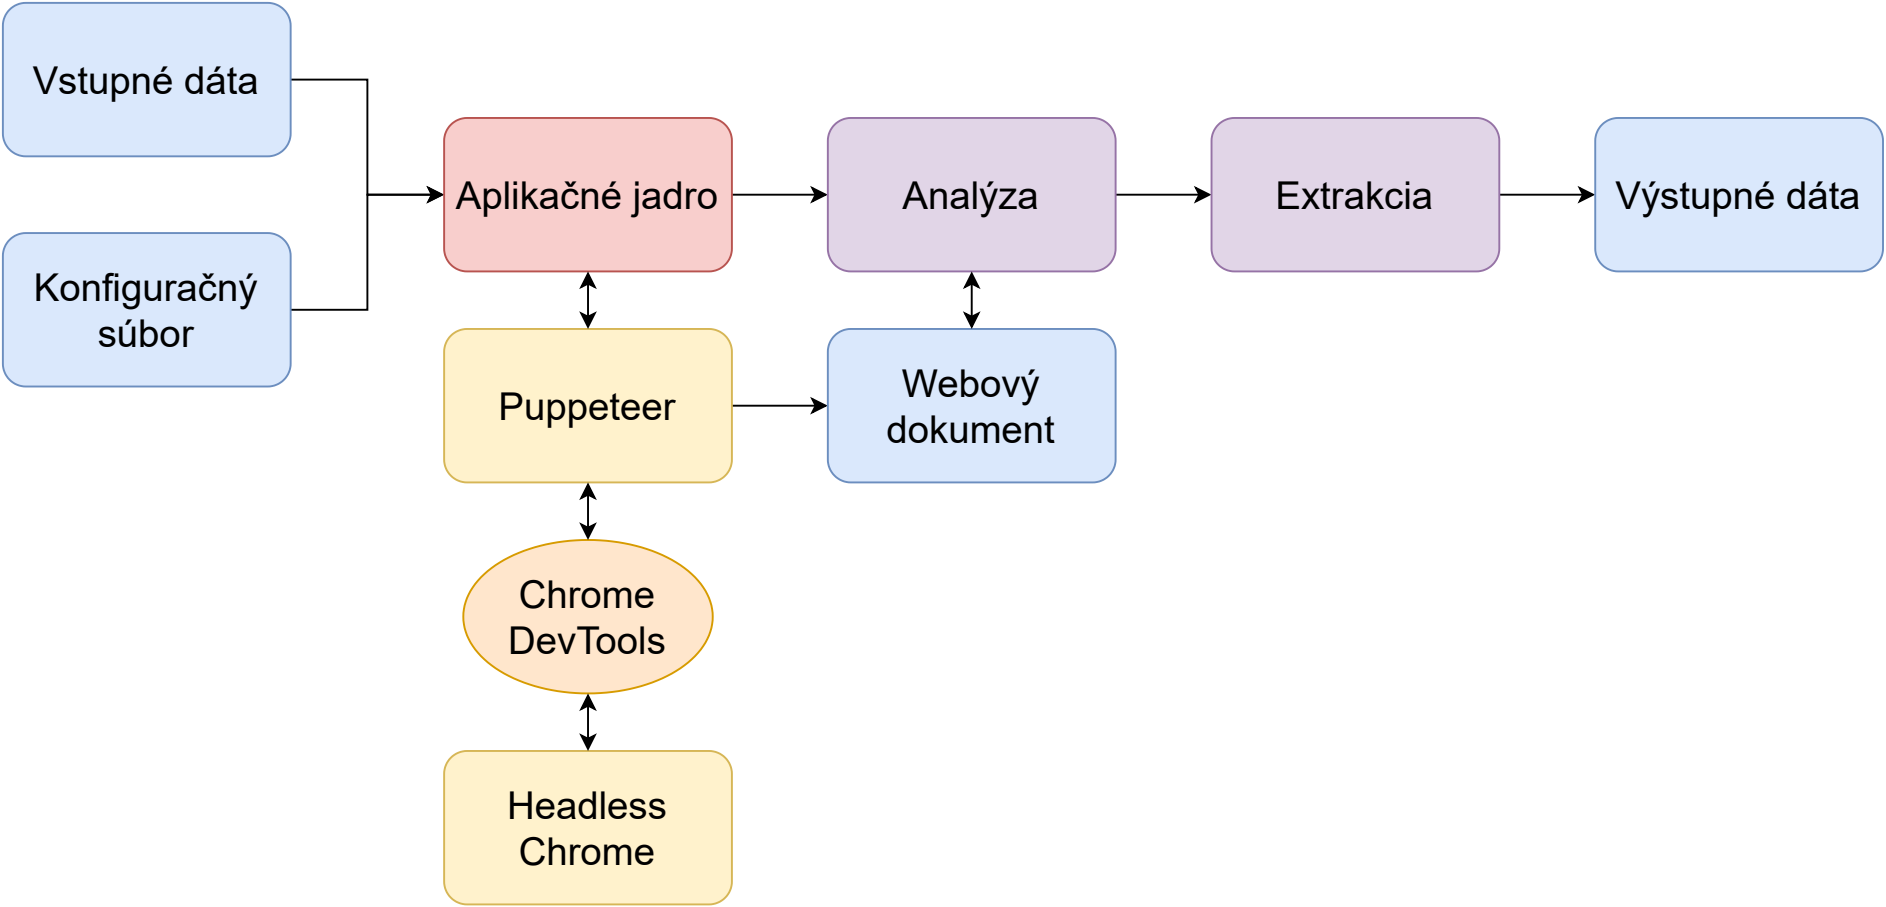 Vstupné dáta
Konfiguračný
súbor
Aplikačné jadro
Analýza
Extrakcia
Výstupné dáta
Puppeteer
Webový
dokument
Chrome
DevTools
Headless
Chrome